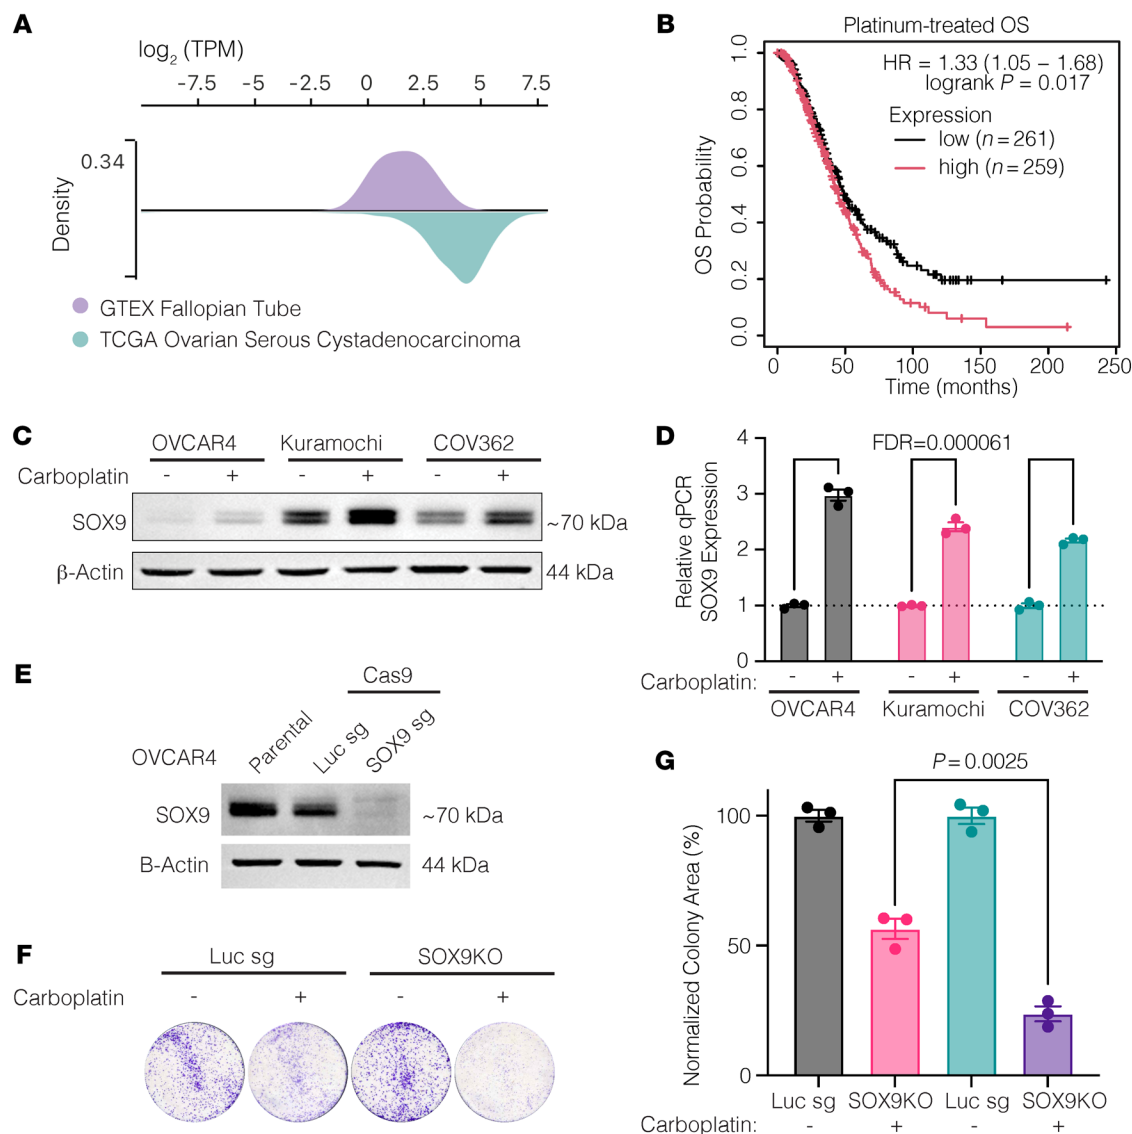 A
log2 (TPM)
−7.5 −5 −2.5 0 2.5 5 7.5
0.34
Density
GTEX Fallopian Tube
TCGA Ovarian Serous Cystadenocarcinoma
B
Platinum-treated OS
HR = 1.33 (1.05 − 1.68)
logrank P = 0.017
Expression
low (n=261)
high (n=259)
OS Probability
1.0
0.8
0.6
0.4
0.2
0.0
0 50 100 150 200 250
Time (months)
C
OVCAR4 Kuramochi COV362
Carboplatin - + - + - +
SOX9 ~70 kDa
β-Actin 44 kDa
D
FDR=0.000061
Relative qPCR
SOX9 Expression
4
3
2
1
0
Carboplatin: - + - + - +
OVCAR4 Kuramochi COV362
E
Cas9
OVCAR4 Parental Luc sg SOX9 sg
SOX9 ~70 kDa
B-Actin 44 kDa
F
Luc sg SOX9KO
Carboplatin - + - +
G
P = 0.0025
Normalized Colony Area (%)
100
50
0
Luc sg SOX9KO Luc sg SOX9KO
Carboplatin: - + - +